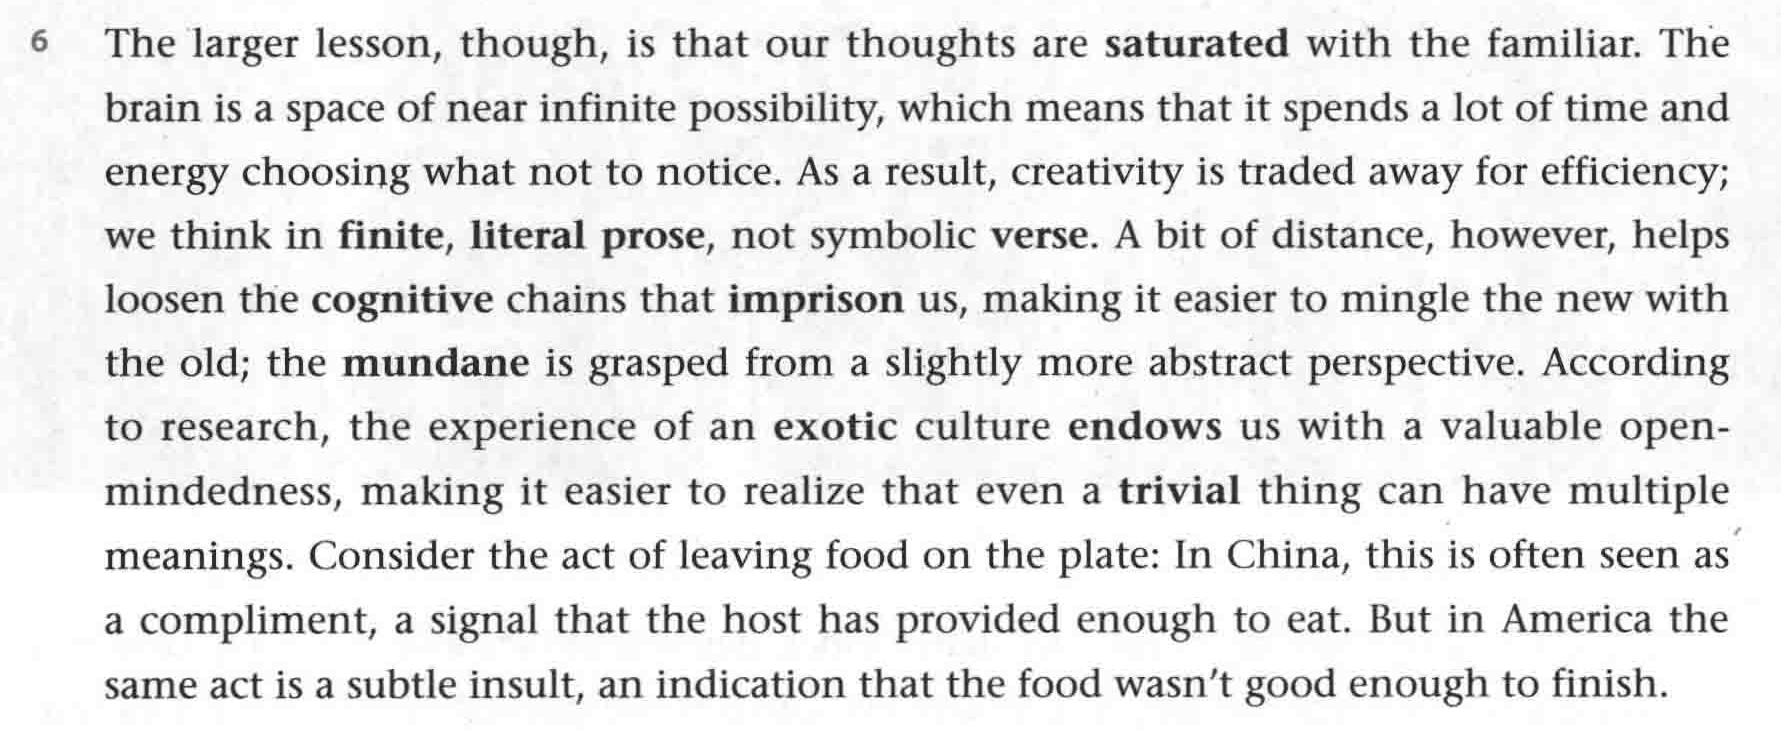 6 The larger lesson, though, is that our thoughts are saturated with the familiar. The
brain is a space of near infinite possibility, which means that it spends a lot of time and
energy choosing what not to notice. As a result, creativity is traded away for efficiency;
we think in finite, literal prose, not symbolic verse. A bit of distance, however, helps
loosen the cognitive chains that imprison us, making it easier to mingle the new with
the old; the mundane is grasped from a slightly more abstract perspective. According
to research, the experience of an exotic culture endows us with a valuable open-
mindedness, making it easier to realize that even a trivial thing can have multiple
meanings. Consider the act of leaving food on the plate: In China, this is often seen as
a compliment, a signal that the host has provided enough to eat. But in America the
same act is a subtle insult, an indication that the food wasn't good enough to finish.